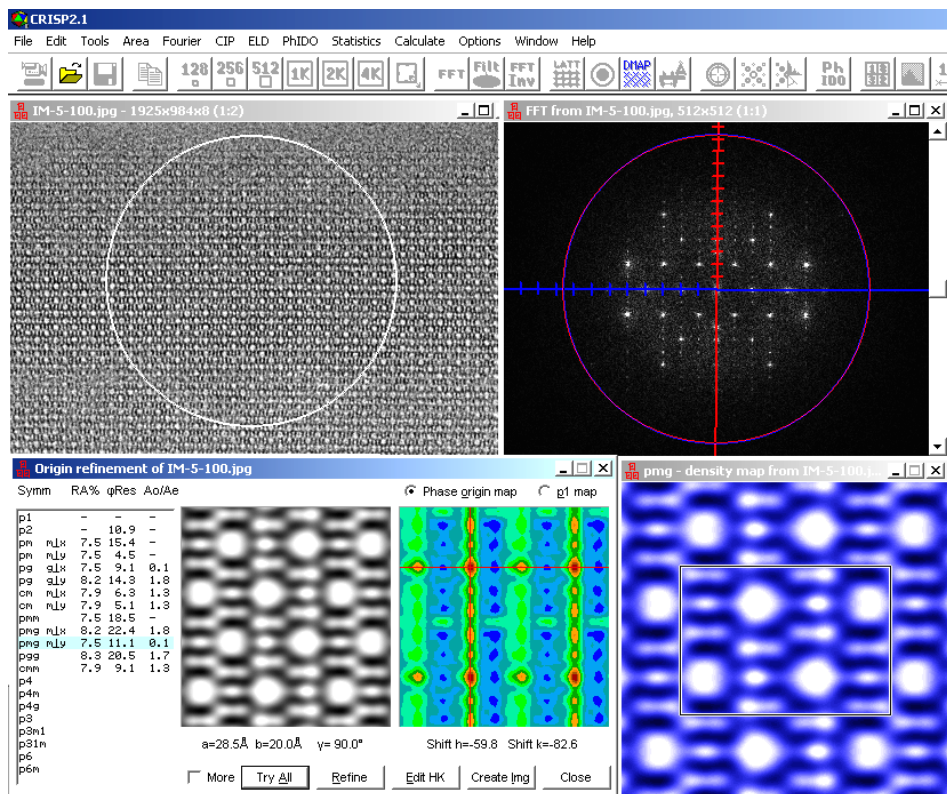 CRISP2.1
File Edit Tools Area Fourier CIP ELD PhIDO Statistics Calculate Options Window Help
128 256 512 1K 2K 4K FFT Filt FFT Inv LATT DMAP Ph IDO
IM-5-100.jpg - 1925x984x8 (1:2)
FFT from IM-5-100.jpg, 512x512 (1:1)
Origin refinement of IM-5-100.jpg
pmg - density map from IM-5-100.j...
Symm RA% φRes Ao/Ae
Phase origin map p1 map
p1 - - -
p2 - 10.9 -
pm m⊥x 7.5 15.4 -
pm m⊥y 7.5 4.5 -
pg g⊥x 7.5 9.1 0.1
pg g⊥y 8.2 14.3 1.8
cm m⊥x 7.9 6.3 1.3
cm m⊥y 7.9 5.1 1.3
pmm 7.5 18.5 -
pmg m⊥x 8.2 22.4 1.8
pmg m⊥y 7.5 11.1 0.1
pgg 8.3 20.5 1.7
cmm 7.9 9.1 1.3
p4
p4m
p4g
p3
p3m1
p31m
p6
p6m
a=28.5Å b=20.0Å γ= 90.0°
Shift h=-59.8 Shift k=-82.6
More Try All Refine Edit HK Create Img Close